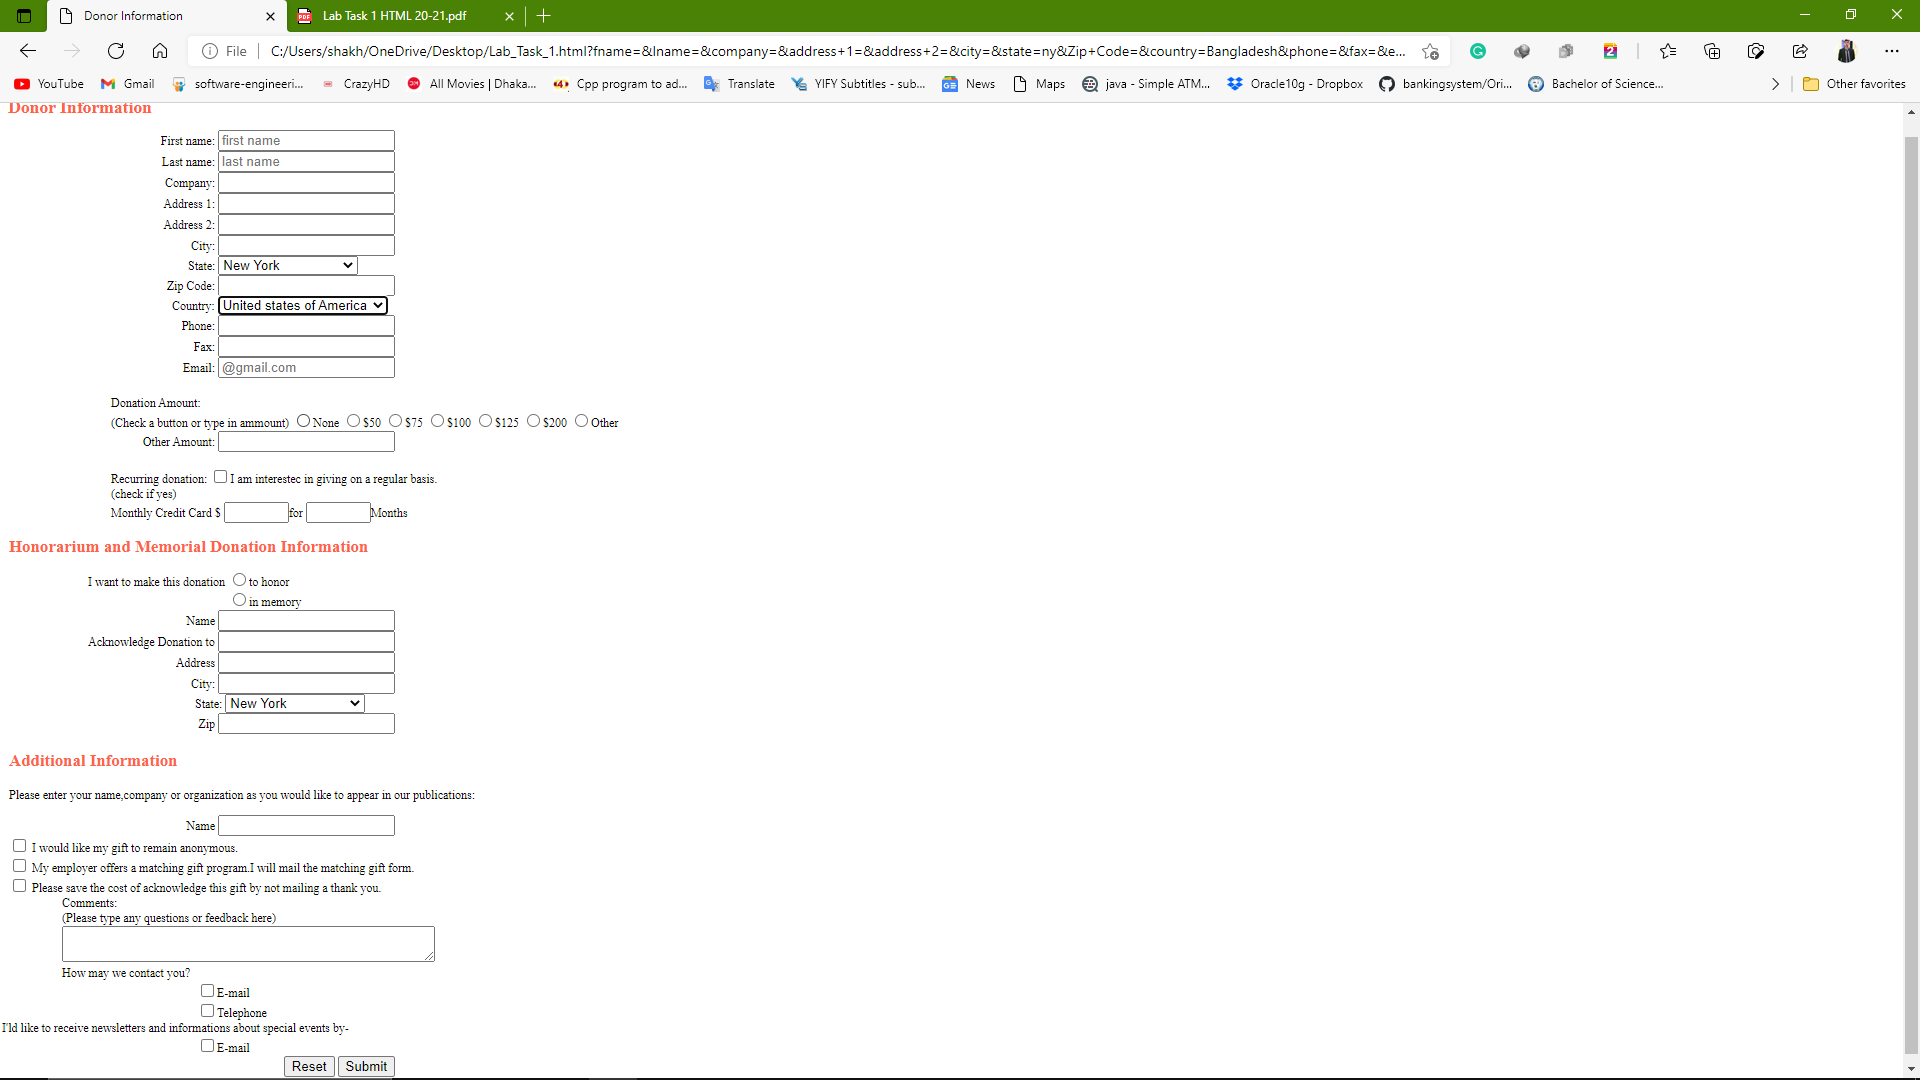 Donor Information
Lab Task 1 HTML 20-21.pdf
File
C:/Users/shakh/OneDrive/Desktop/Lab_Task_1.html?fname=&lname=&company=&address+1=&address+2=&city=&state=ny&Zip+Code=&country=Bangladesh&phone=&fax=&e...
YouTube
Gmail
software-engineeri...
CrazyHD
All Movies | Dhaka...
Cpp program to ad...
Translate
YIFY Subtitles - sub...
News
Maps
java - Simple ATM...
Oracle10g - Dropbox
bankingsystem/Ori...
Bachelor of Science...
Other favorites
Donor Information
First name: first name
Last name: last name
Company:
Address 1:
Address 2:
City:
State: New York
Zip Code:
Country: United states of America
Phone:
Fax:
Email: @gmail.com
Donation Amount:
(Check a button or type in ammount) None $50 $75 $100 $125 $200 Other
Other Amount:
Recurring donation: I am interestec in giving on a regular basis.
(check if yes)
Monthly Credit Card $ for Months
Honorarium and Memorial Donation Information
I want to make this donation to honor
in memory
Name
Acknowledge Donation to
Address
City:
State: New York
Zip
Additional Information
Please enter your name,company or organization as you would like to appear in our publications:
Name
I would like my gift to remain anonymous.
My employer offers a matching gift program.I will mail the matching gift form.
Please save the cost of acknowledge this gift by not mailing a thank you.
Comments:
(Please type any questions or feedback here)
How may we contact you?
E-mail
Telephone
I'ld like to receive newsletters and informations about special events by-
E-mail
Reset Submit